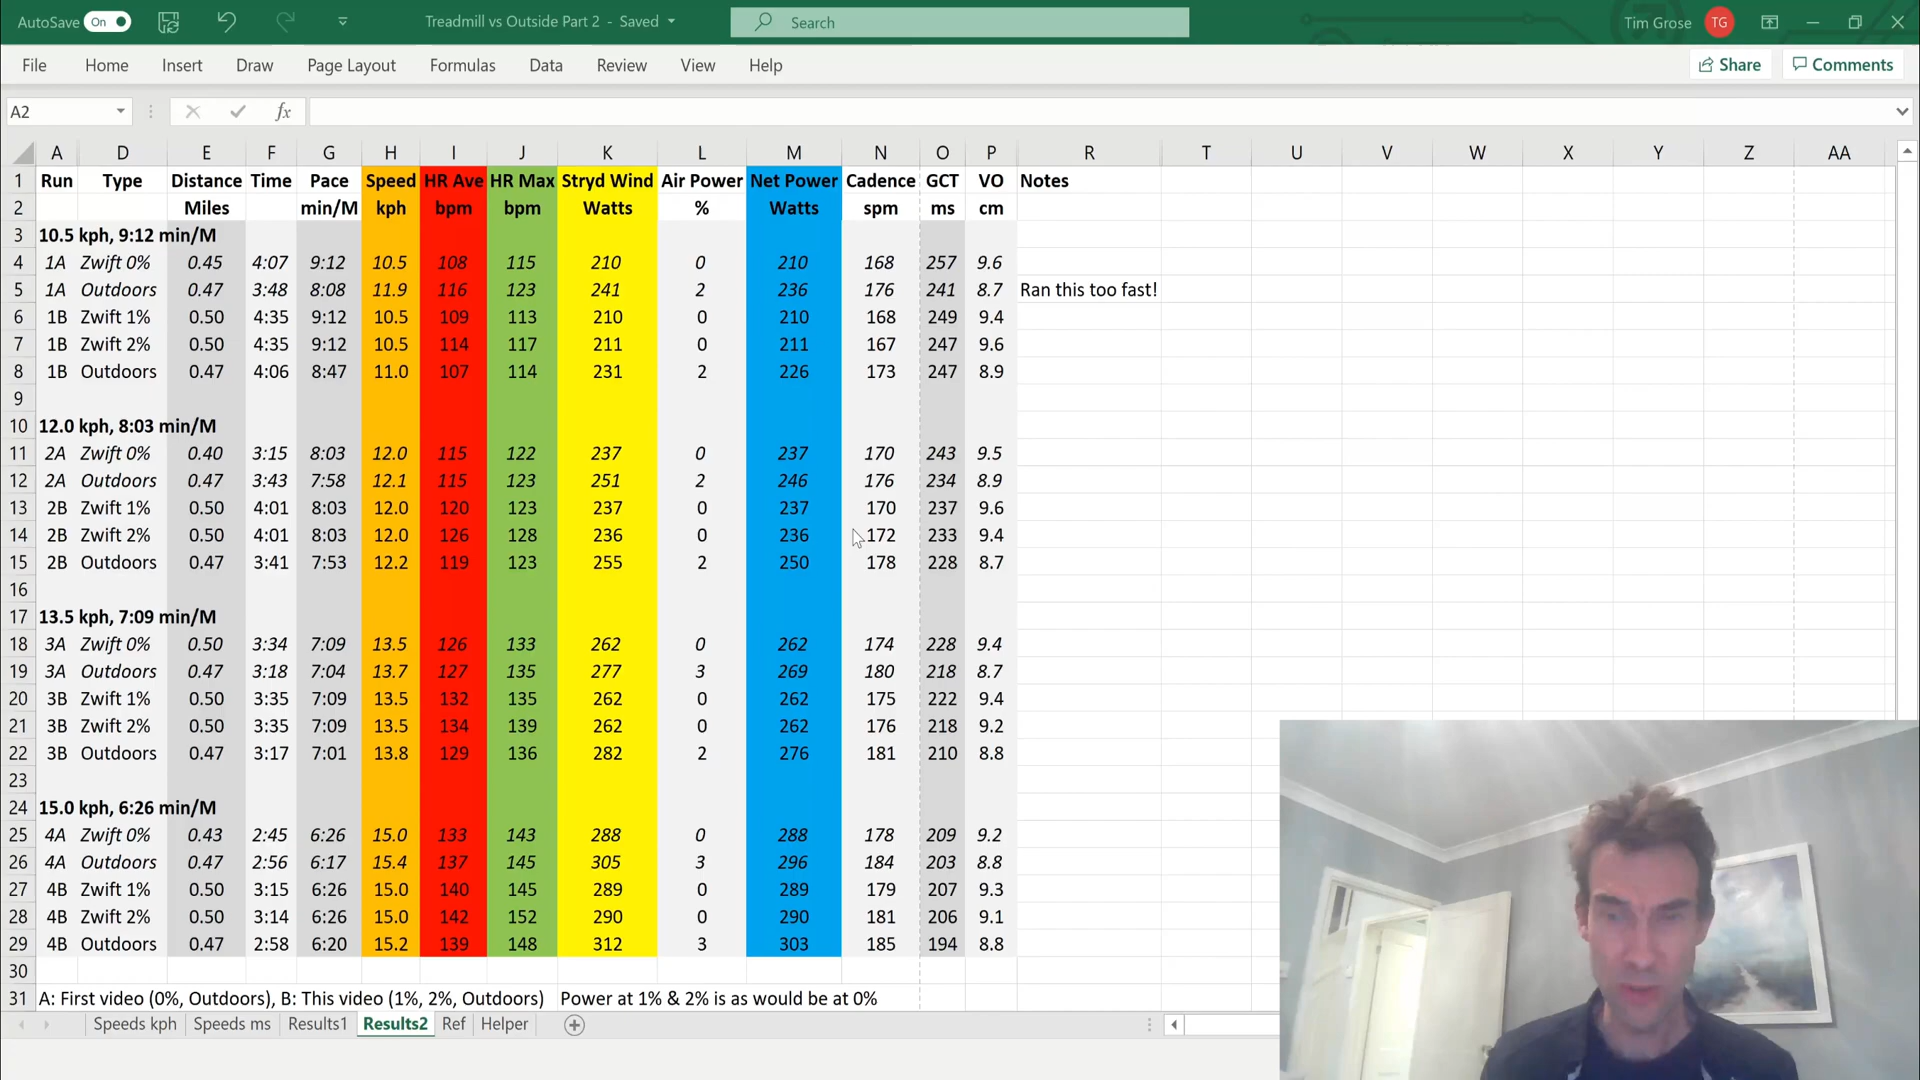 AutoSave On Treadmill vs Outside Part 2 - Saved Search Tim Grose TG
File Home Insert Draw Page Layout Formulas Data Review View Help Share Comments
A2 fx
A D E F G H I J K L M N O P R T U V W X Y Z AA
1 Run Type Distance Time Pace Speed HR Ave HR Max Stryd Wind Air Power Net Power Cadence GCT VO Notes
2 Miles min/M kph bpm bpm Watts % Watts spm ms cm
3 10.5 kph, 9:12 min/M
4 1A Zwift 0% 0.45 4:07 9:12 10.5 108 115 210 0 210 168 257 9.6
5 1A Outdoors 0.47 3:48 8:08 11.9 116 123 241 2 236 176 241 8.7 Ran this too fast!
6 1B Zwift 1% 0.50 4:35 9:12 10.5 109 113 210 0 210 168 249 9.4
7 1B Zwift 2% 0.50 4:35 9:12 10.5 114 117 211 0 211 167 247 9.6
8 1B Outdoors 0.47 4:06 8:47 11.0 107 114 231 2 226 173 247 8.9
9
10 12.0 kph, 8:03 min/M
11 2A Zwift 0% 0.40 3:15 8:03 12.0 115 122 237 0 237 170 243 9.5
12 2A Outdoors 0.47 3:43 7:58 12.1 115 123 251 2 246 176 234 8.9
13 2B Zwift 1% 0.50 4:01 8:03 12.0 120 123 237 0 237 170 237 9.6
14 2B Zwift 2% 0.50 4:01 8:03 12.0 126 128 236 0 236 172 233 9.4
15 2B Outdoors 0.47 3:41 7:53 12.2 119 123 255 2 250 178 228 8.7
16
17 13.5 kph, 7:09 min/M
18 3A Zwift 0% 0.50 3:34 7:09 13.5 126 133 262 0 262 174 228 9.4
19 3A Outdoors 0.47 3:18 7:04 13.7 127 135 277 3 269 180 218 8.7
20 3B Zwift 1% 0.50 3:35 7:09 13.5 132 135 262 0 262 175 222 9.4
21 3B Zwift 2% 0.50 3:35 7:09 13.5 134 139 262 0 262 176 218 9.2
22 3B Outdoors 0.47 3:17 7:01 13.8 129 136 282 2 276 181 210 8.8
23
24 15.0 kph, 6:26 min/M
25 4A Zwift 0% 0.43 2:45 6:26 15.0 133 143 288 0 288 178 209 9.2
26 4A Outdoors 0.47 2:56 6:17 15.4 137 145 305 3 296 184 203 8.8
27 4B Zwift 1% 0.50 3:15 6:26 15.0 140 145 289 0 289 179 207 9.3
28 4B Zwift 2% 0.50 3:14 6:26 15.0 142 152 290 0 290 181 206 9.1
29 4B Outdoors 0.47 2:58 6:20 15.2 139 148 312 3 303 185 194 8.8
30
31 A: First video (0%, Outdoors), B: This video (1%, 2%, Outdoors) Power at 1% & 2% is as would be at 0%
Speeds kph Speeds ms Results1 Results2 Ref Helper